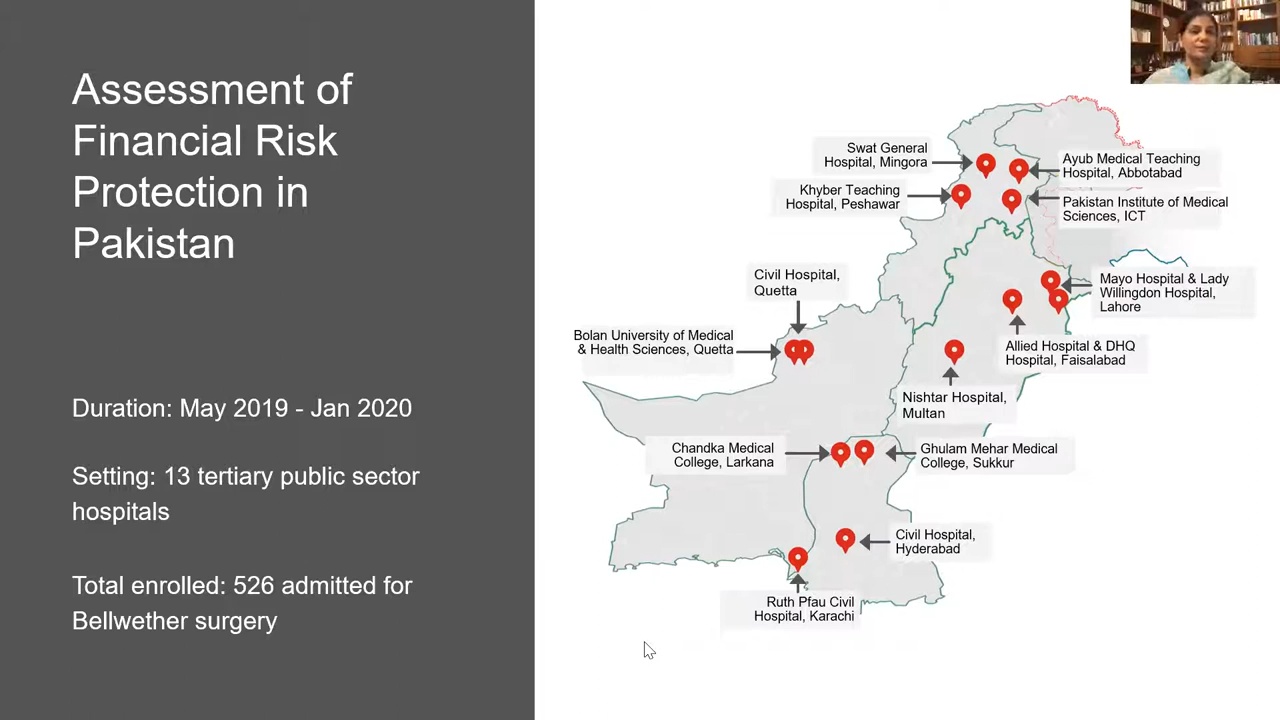 Assessment of
Financial Risk
Protection in
Pakistan
Duration: May 2019 - Jan 2020
Setting: 13 tertiary public sector
hospitals
Total enrolled: 526 admitted for
Bellwether surgery
Swat General
Hospital, Mingora
Ayub Medical Teaching
Hospital, Abbotabad
Khyber Teaching
Hospital, Peshawar
Pakistan Institute of Medical
Sciences, ICT
Civil Hospital,
Quetta
Mayo Hospital & Lady
Willingdon Hospital,
Lahore
Bolan University of Medical
& Health Sciences, Quetta
Allied Hospital & DHQ
Hospital, Faisalabad
Nishtar Hospital,
Multan
Chandka Medical
College, Larkana
Ghulam Mehar Medical
College, Sukkur
Civil Hospital,
Hyderabad
Ruth Pfau Civil
Hospital, Karachi